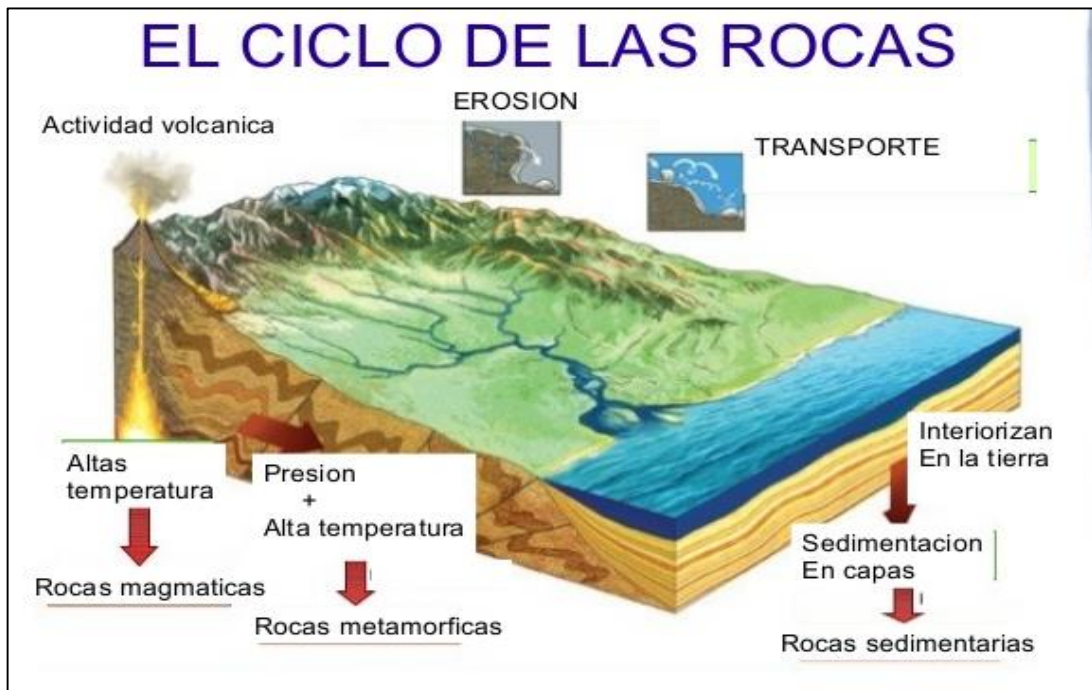 EL CICLO DE LAS ROCAS
EROSION
Actividad volcanica
TRANSPORTE
Altas
temperatura
Rocas magmaticas
Presion
+
Alta temperatura
Rocas metamorficas
Interiorizan
En la tierra
Sedimentacion
En capas
Rocas sedimentarias